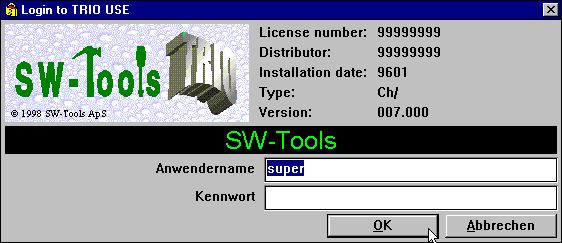 Login to TRIO USE
SW-Tools TRIO
© 1998 SW-Tools ApS
License number: 99999999
Distributor: 99999999
Installation date: 9601
Type: Ch/
Version: 007.000
SW-Tools
Anwendername super
Kennwort
OK Abbrechen